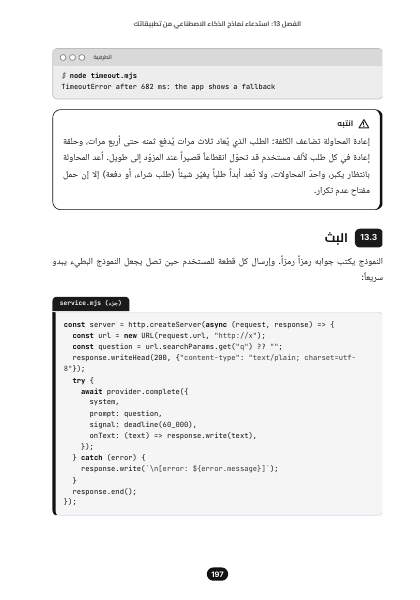 الفصل 13: استدعاء نماذج الذكاء الاصطناعي من تطبيقاتك
الطرفية
$ node timeout.mjs
TimeoutError after 682 ms: the app shows a fallback
انتبه
إعادة المحاولة تضاعف الكلفة: الطلب الذي يُعاد ثلاث مرات يُدفع ثمنه حتى أربع مرات، وحلقة
إعادة في كل طلب لألف مستخدم قد تحوّل انقطاعاً قصيراً عند المزوّد إلى طويل. أعد المحاولة
بانتظار يكبر، واحدّ المحاولات، ولا تُعِد أبداً طلباً يغيّر شيئاً (طلب شراء، أو دفعة) إلا إن حمل
مفتاح عدم تكرار.
13.3 البث
النموذج يكتب جوابه رمزاً رمزاً. وإرسال كل قطعة للمستخدم حين تصل يجعل النموذج البطيء يبدو
سريعاً:
service.mjs (جزء)
const server = http.createServer(async (request, response) => {
  const url = new URL(request.url, "http://x");
  const question = url.searchParams.get("q") ?? "";
  response.writeHead(200, {"content-type": "text/plain; charset=utf-
8"});
  try {
    await provider.complete({
      system,
      prompt: question,
      signal: deadline(60_000),
      onText: (text) => response.write(text),
    });
  } catch (error) {
    response.write(`\n[error: ${error.message}]`);
  }
  response.end();
});
197